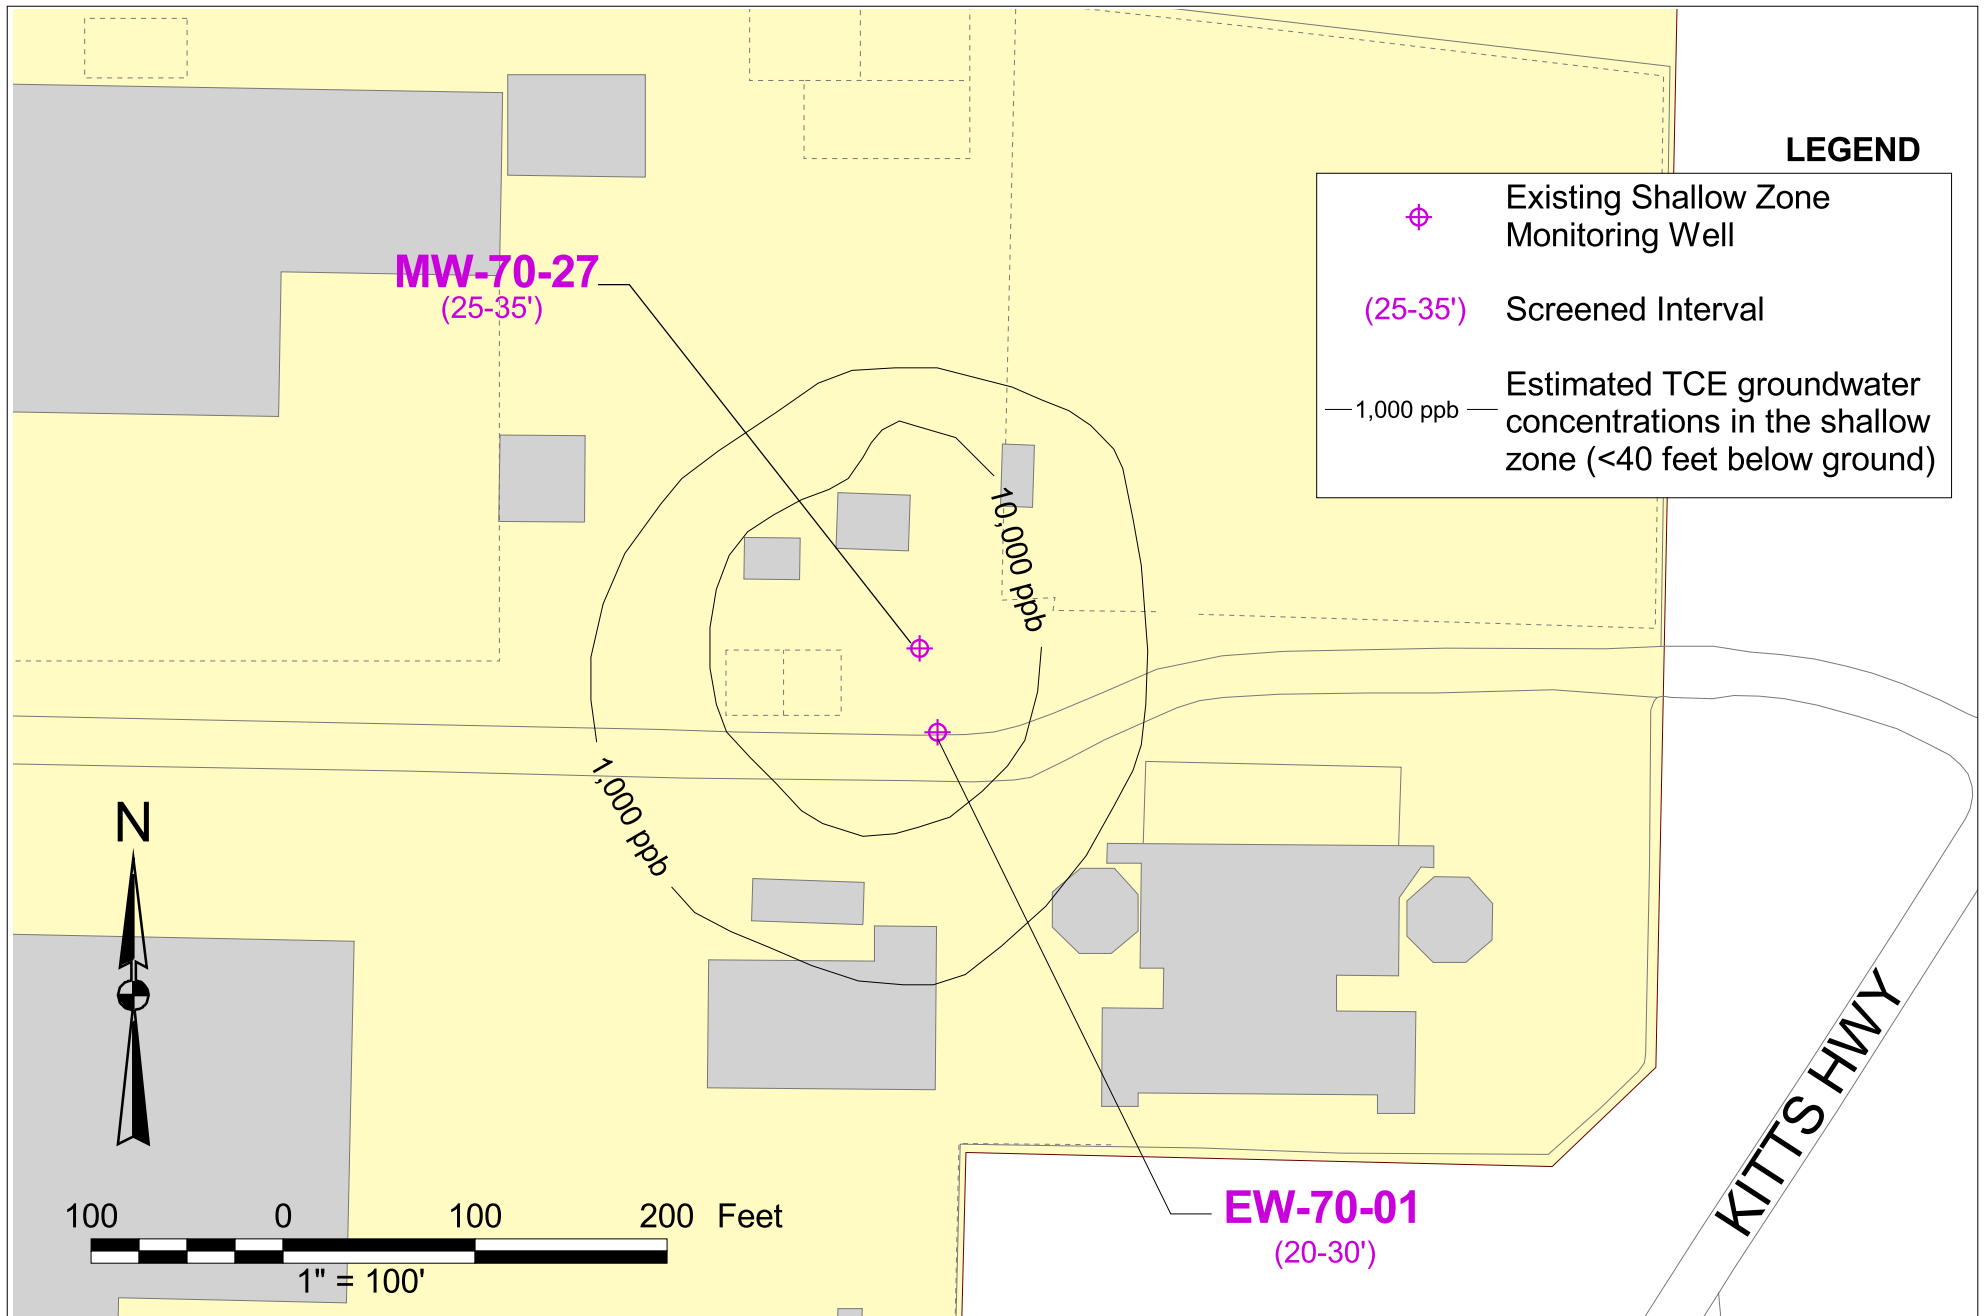 LEGEND
Existing Shallow Zone
Monitoring Well
(25-35') Screened Interval
1,000 ppb
Estimated TCE groundwater
concentrations in the shallow
zone (<40 feet below ground)
MW-70-27
(25-35')
10,000 ppb
1,000 ppb
N
100 0 100 200 Feet
1" = 100'
EW-70-01
(20-30')
KITTS HWY